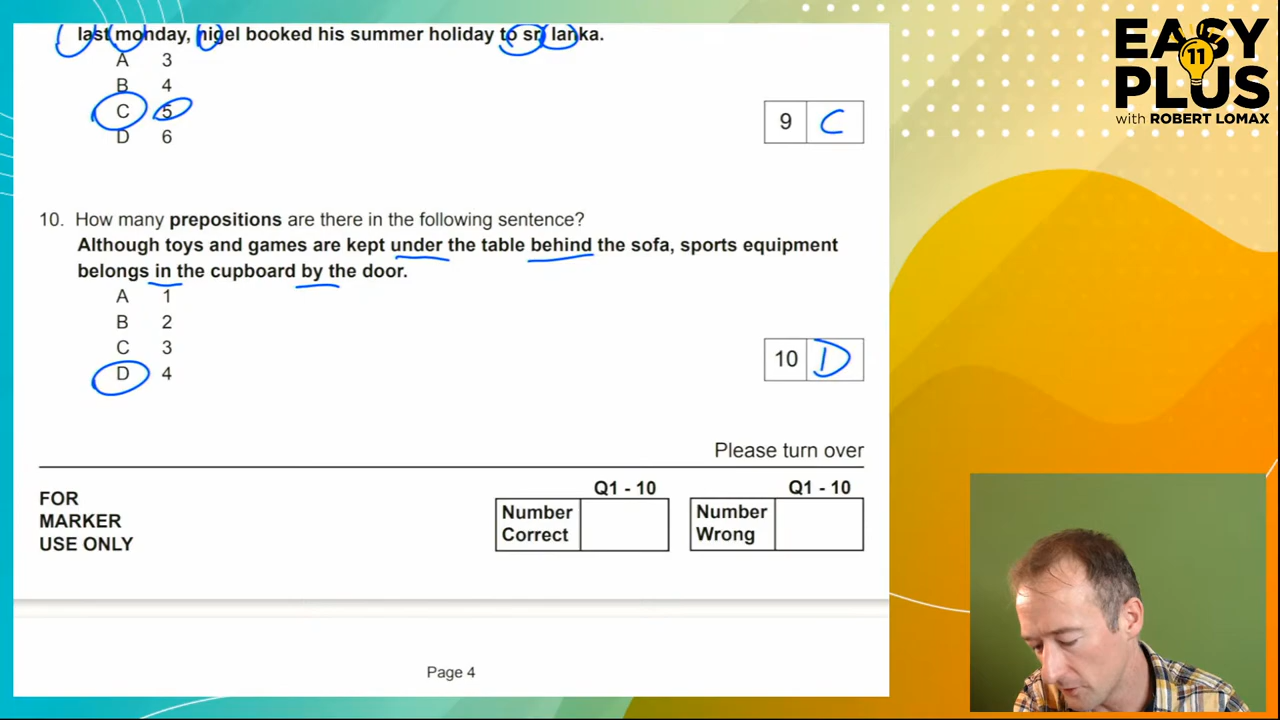 last monday, nigel booked his summer holiday to sri lanka.
A 3
B 4
C 5
D 6
9 C
10. How many prepositions are there in the following sentence?
Although toys and games are kept under the table behind the sofa, sports equipment
belongs in the cupboard by the door.
A 1
B 2
C 3
D 4
10 D
Please turn over
FOR
MARKER
USE ONLY
Q1 - 10
Number
Correct
Q1 - 10
Number
Wrong
Page 4
EASY
11
PLUS
with ROBERT LOMAX